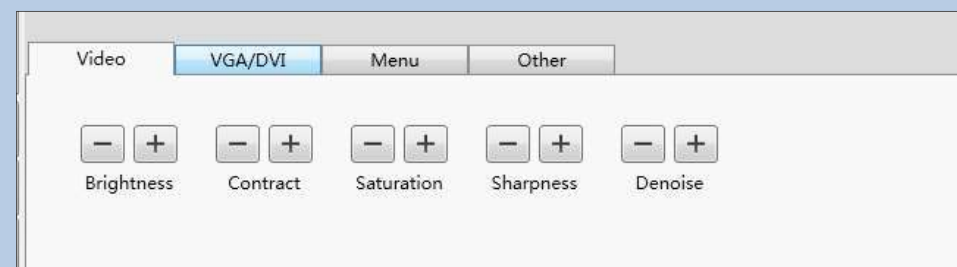 Video VGA/DVI Menu Other
− + − + − + − + − +
Brightness Contract Saturation Sharpness Denoise